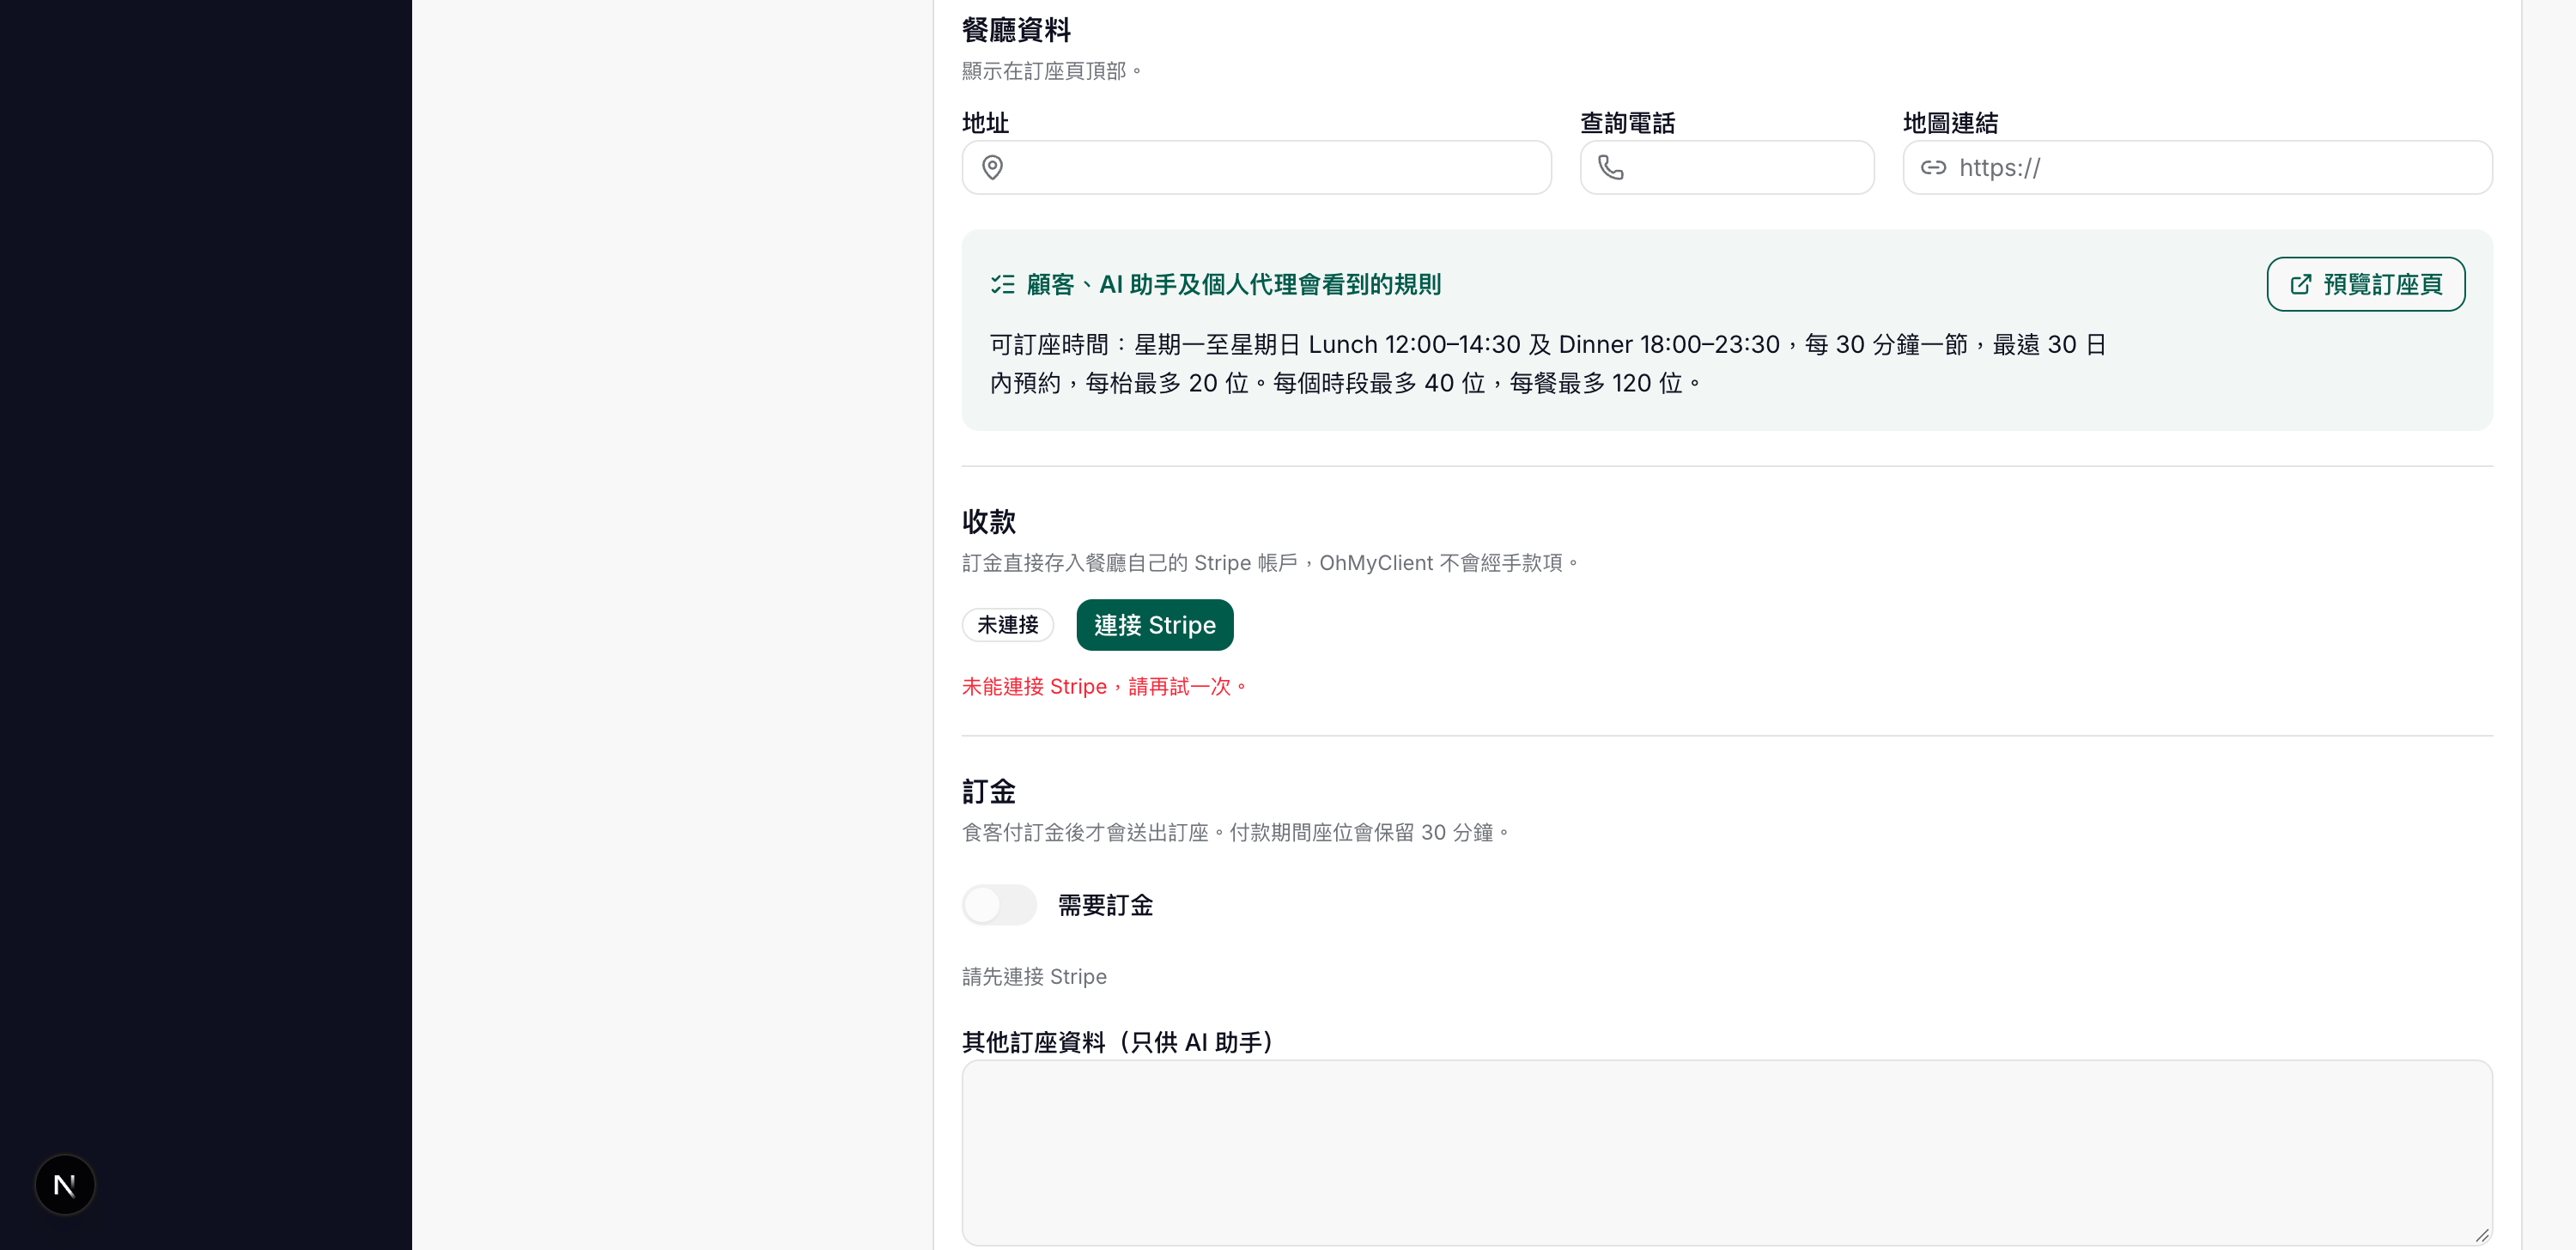 餐廳資料
顯示在訂座頁頂部。
地址
查詢電話
地圖連結
https://
顧客、AI 助手及個人代理會看到的規則
預覽訂座頁
可訂座時間：星期一至星期日 Lunch 12:00–14:30 及 Dinner 18:00–23:30，每 30 分鐘一節，最遠 30 日
內預約，每枱最多 20 位。每個時段最多 40 位，每餐最多 120 位。
收款
訂金直接存入餐廳自己的 Stripe 帳戶，OhMyClient 不會經手款項。
未連接
連接 Stripe
未能連接 Stripe，請再試一次。
訂金
食客付訂金後才會送出訂座。付款期間座位會保留 30 分鐘。
需要訂金
請先連接 Stripe
其他訂座資料（只供 AI 助手）
N